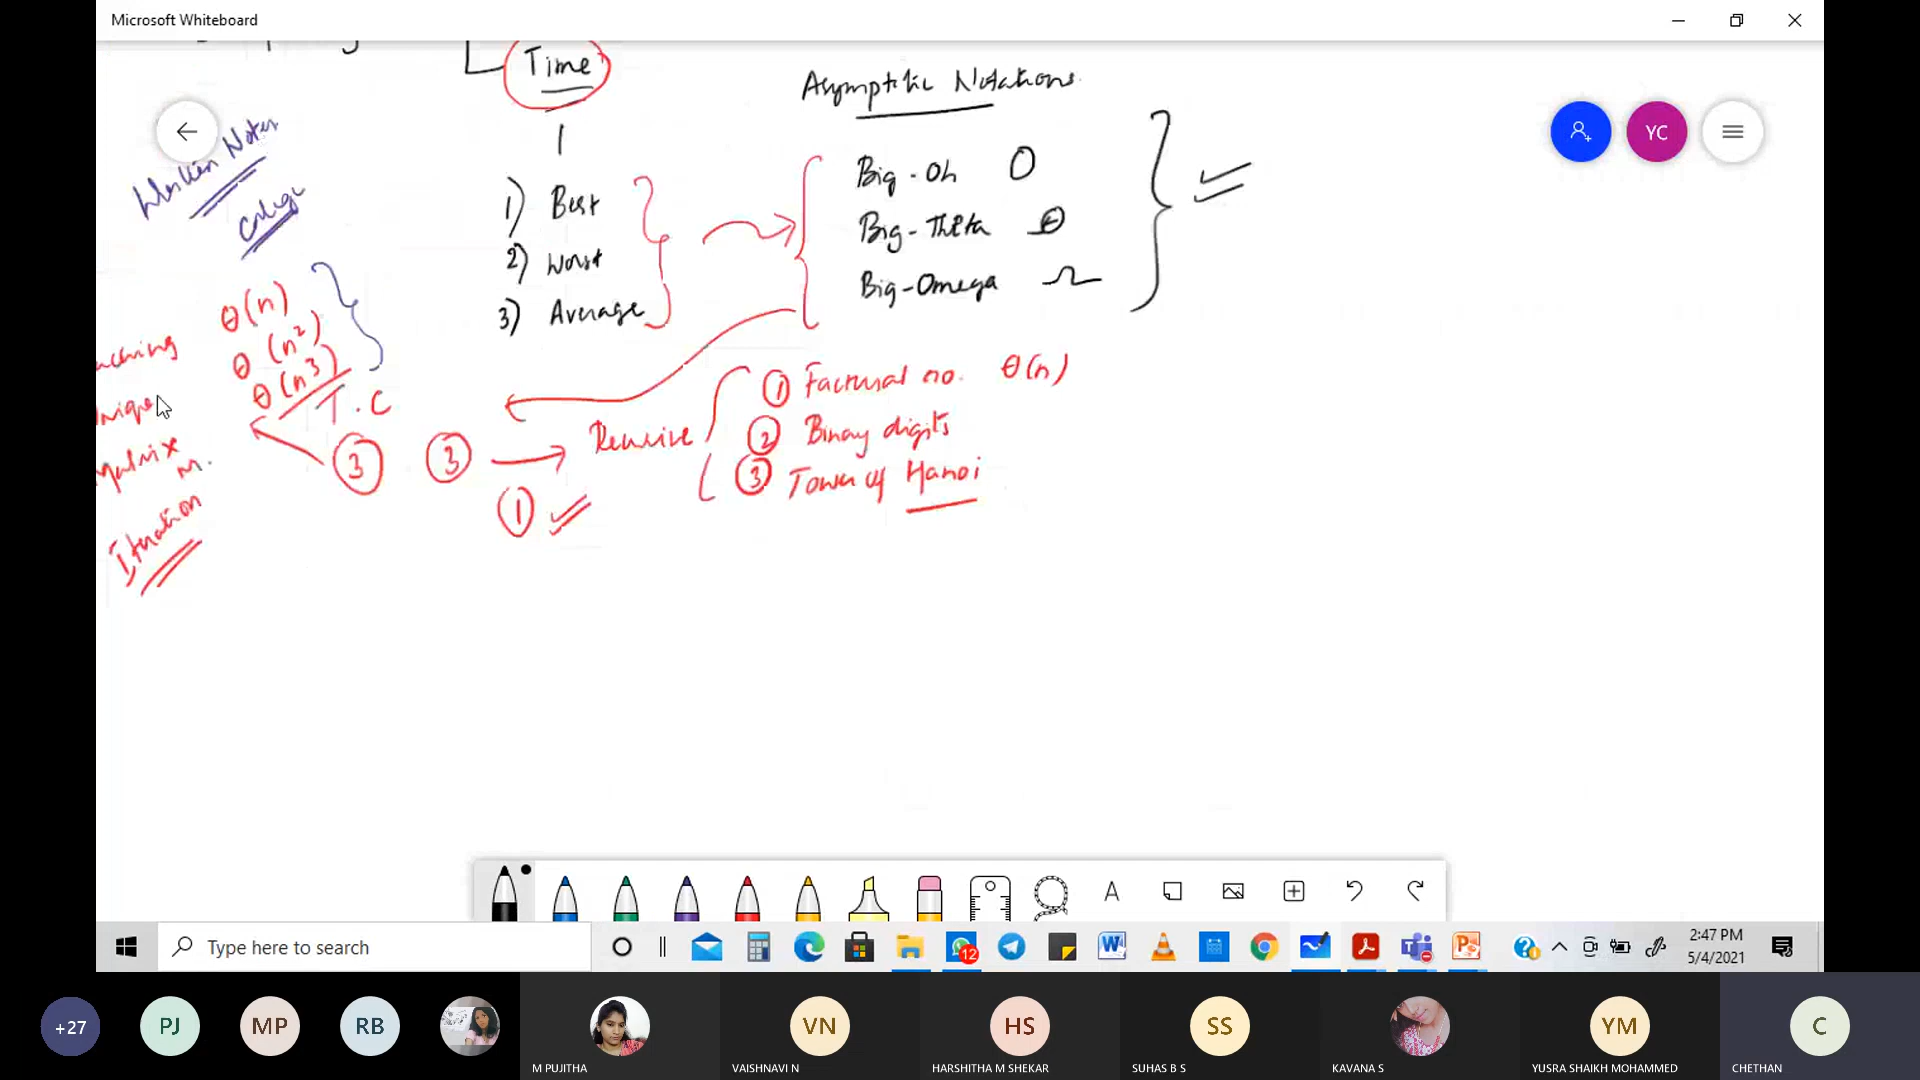 Microsoft Whiteboard
Time
Asymptotic Notations
Notes
College
1) Best
2) Worst
3) Average
Big-Oh O
Big-Theta Θ
Big-Omega Ω
θ(n)
θ(n²)
θ(n³)
T.C
Matrix
M.
Iteration
3
3
1
Recursive
1 Factorial no. θ(n)
2 Binary digits
3 Tower of Hanoi
YC
A
Type here to search
12
2:47 PM
5/4/2021
+27
PJ
MP
RB
VN
HS
SS
YM
C
M PUJITHA
VAISHNAVI N
HARSHITHA M SHEKAR
SUHAS B S
KAVANA S
YUSRA SHAIKH MOHAMMED
CHETHAN